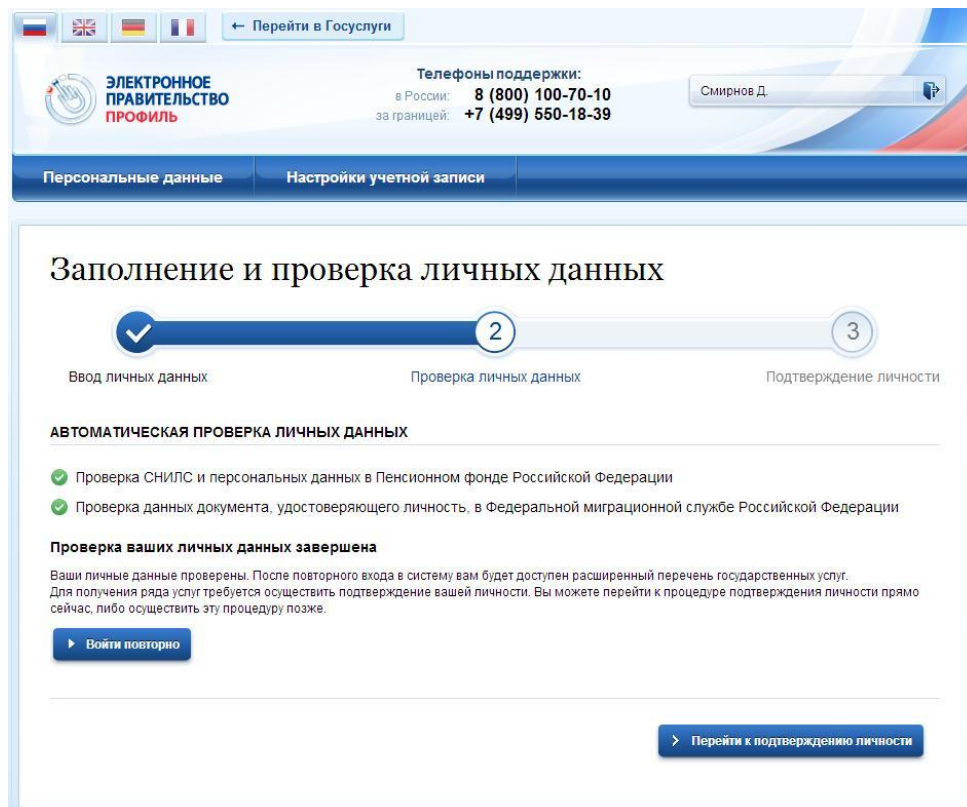 ← Перейти в Госуслуги
ЭЛЕКТРОННОЕ
ПРАВИТЕЛЬСТВО
ПРОФИЛЬ
Телефоны поддержки:
в России: 8 (800) 100-70-10
за границей: +7 (499) 550-18-39
Смирнов Д.
Персональные данные Настройки учетной записи
Заполнение и проверка личных данных
2 3
Ввод личных данных Проверка личных данных Подтверждение личности
АВТОМАТИЧЕСКАЯ ПРОВЕРКА ЛИЧНЫХ ДАННЫХ
Проверка СНИЛС и персональных данных в Пенсионном фонде Российской Федерации
Проверка данных документа, удостоверяющего личность, в Федеральной миграционной службе Российской Федерации
Проверка ваших личных данных завершена
Ваши личные данные проверены. После повторного входа в систему вам будет доступен расширенный перечень государственных услуг.
Для получения ряда услуг требуется осуществить подтверждение вашей личности. Вы можете перейти к процедуре подтверждения личности прямо
сейчас, либо осуществить эту процедуру позже.
Войти повторно
Перейти к подтверждению личности